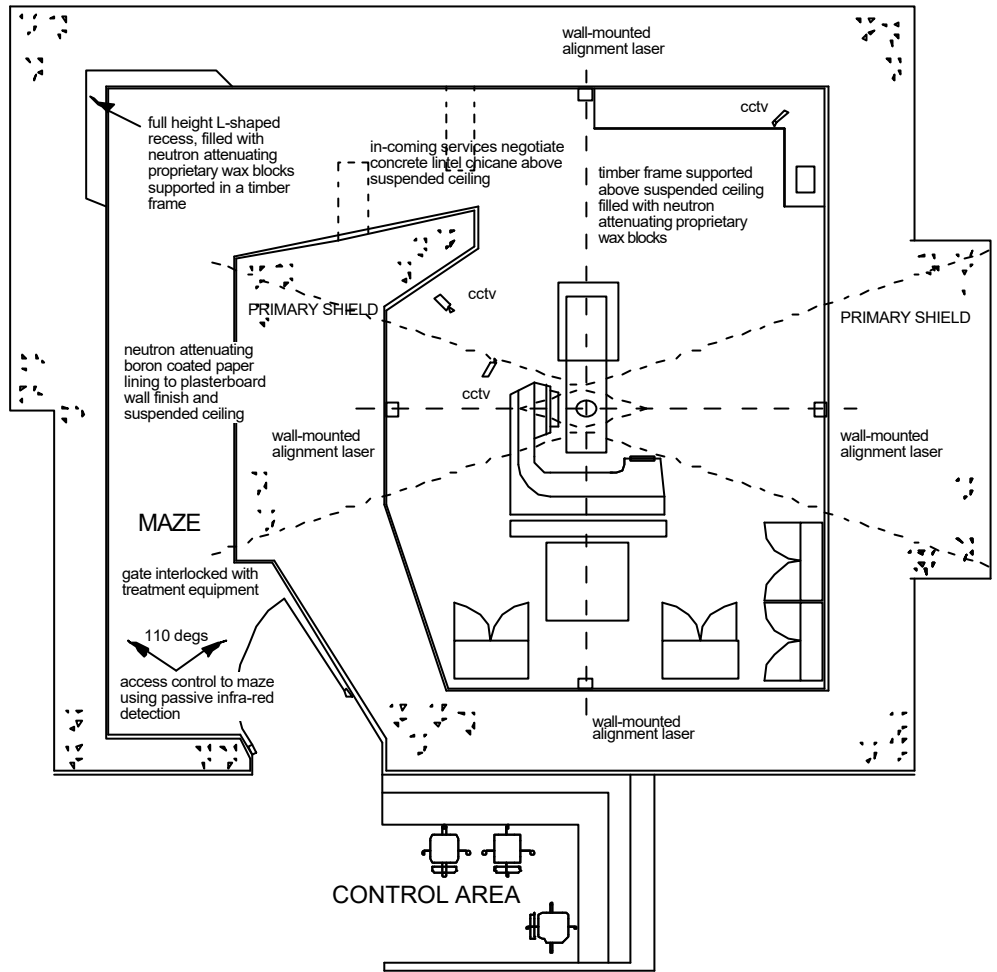 wall-mounted
alignment laser
cctv
full height L-shaped
recess, filled with
neutron attenuating
proprietary wax blocks
supported in a timber
frame
in-coming services negotiate
concrete lintel chicane above
suspended ceiling
timber frame supported
above suspended ceiling
filled with neutron
attenuating proprietary
wax blocks
cctv
PRIMARY SHIELD
PRIMARY SHIELD
neutron attenuating
boron coated paper
lining to plasterboard
wall finish and
suspended ceiling
cctv
wall-mounted
alignment laser
wall-mounted
alignment laser
MAZE
gate interlocked with
treatment equipment
110 degs
access control to maze
using passive infra-red
detection
wall-mounted
alignment laser
CONTROL AREA